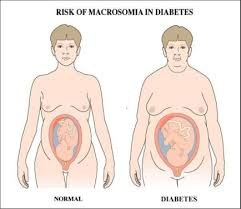 RISK OF MACROSOMIA IN DIABETES
NORMAL
DIABETES